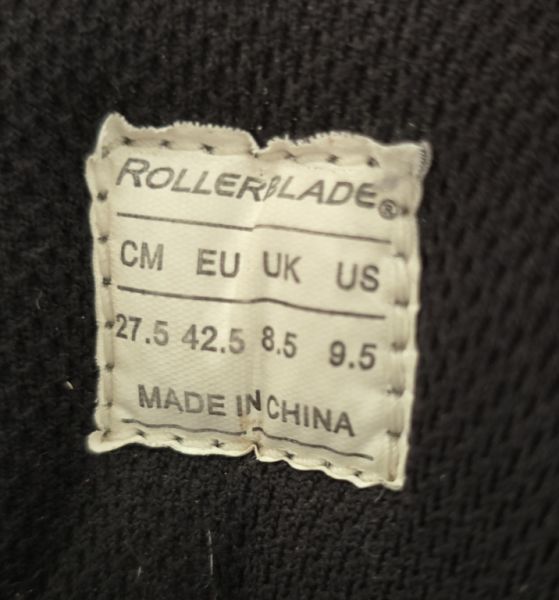 ROLLERBLADE®
CM EU UK US
27.5 42.5 8.5 9.5
MADE IN CHINA